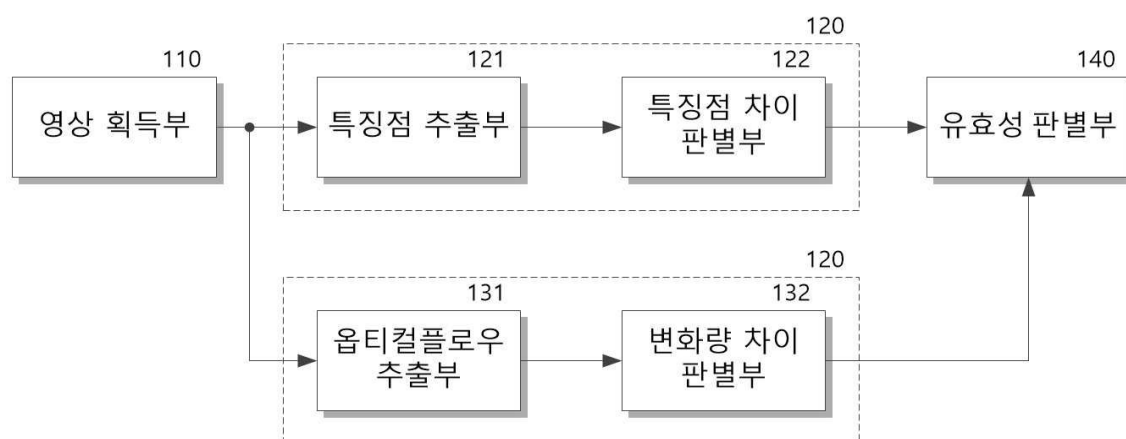 120
110
121
122
140
영상 획득부
특징점 추출부
특징점 차이
판별부
유효성 판별부
120
131
132
옵티컬플로우
추출부
변화량 차이
판별부